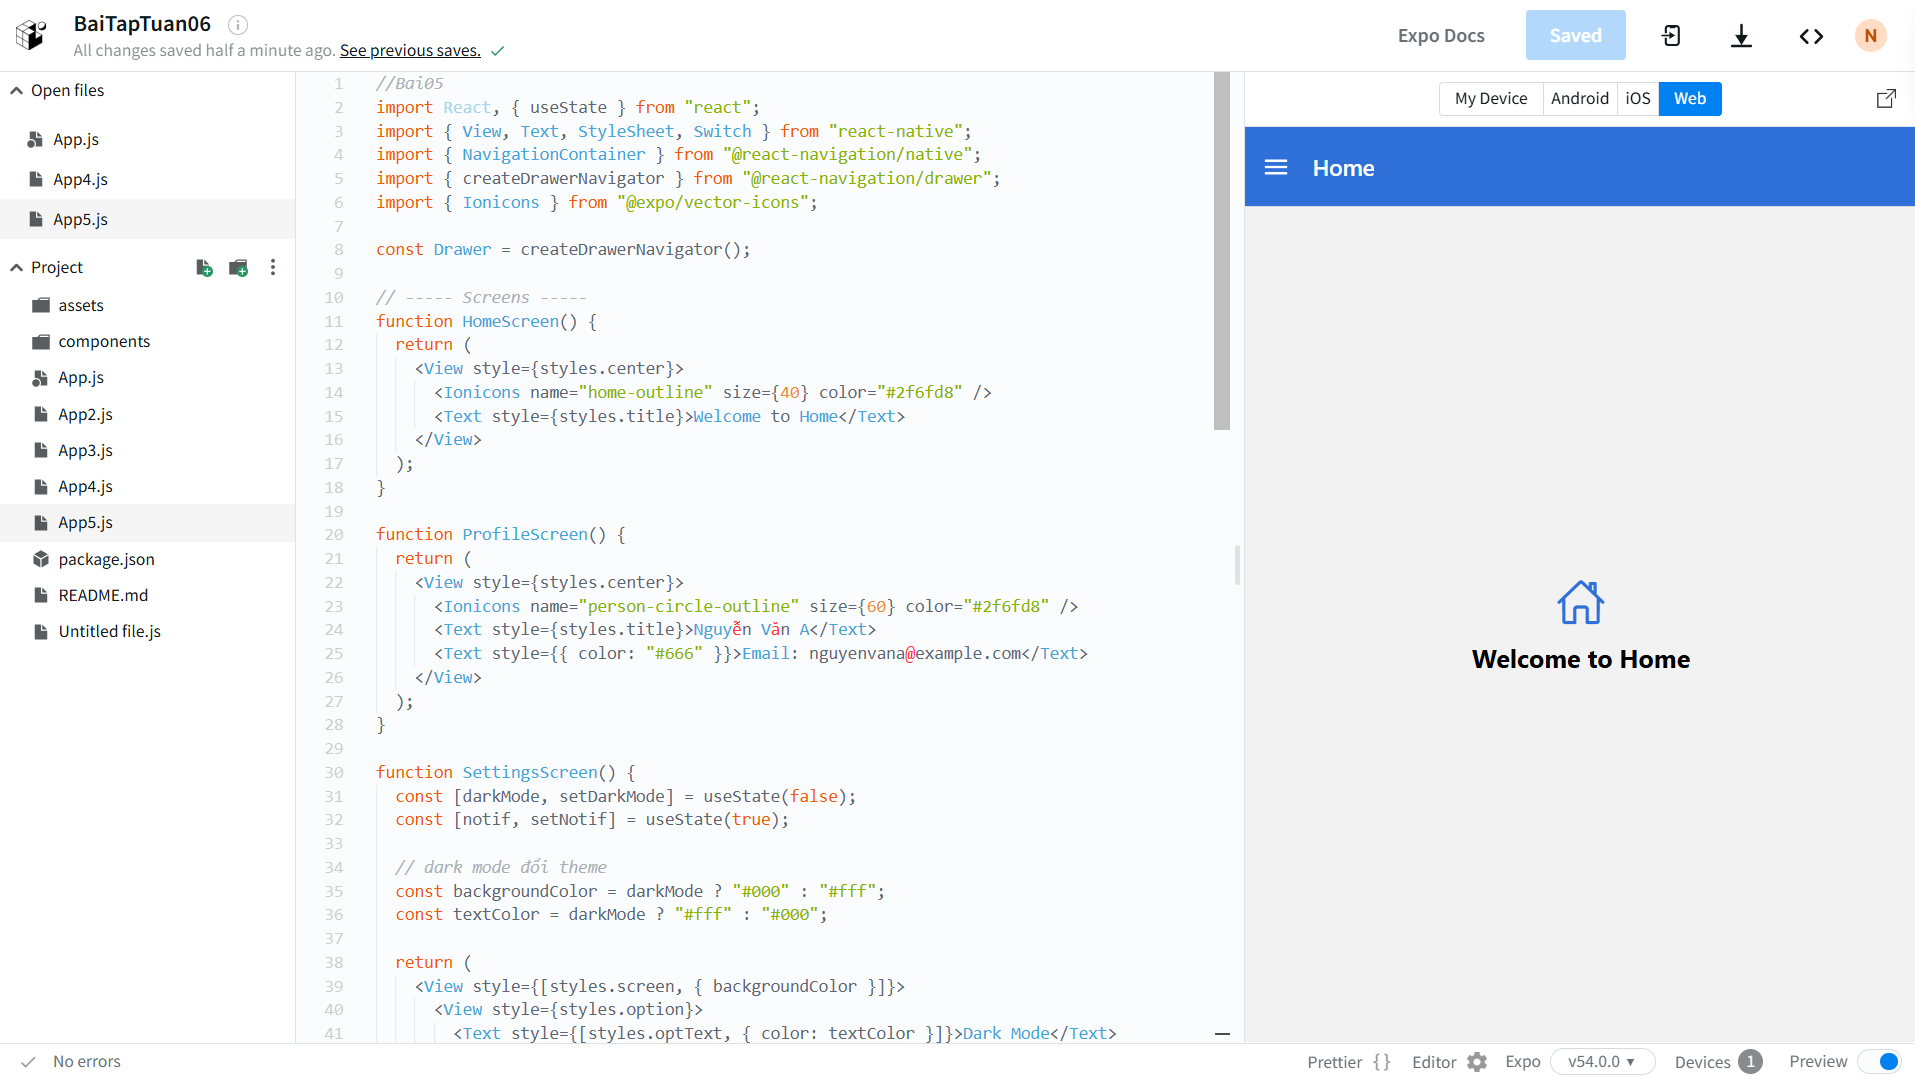 BaiTapTuan06
All changes saved half a minute ago. See previous saves.
Expo Docs
Saved
N
Open files
App.js
App4.js
App5.js
Project
assets
components
App.js
App2.js
App3.js
App4.js
App5.js
package.json
README.md
Untitled file.js
1 //Bai05
2 import React, { useState } from "react";
3 import { View, Text, StyleSheet, Switch } from "react-native";
4 import { NavigationContainer } from "@react-navigation/native";
5 import { createDrawerNavigator } from "@react-navigation/drawer";
6 import { Ionicons } from "@expo/vector-icons";
7
8 const Drawer = createDrawerNavigator();
9
10 // ----- Screens -----
11 function HomeScreen() {
12   return (
13     <View style={styles.center}>
14       <Ionicons name="home-outline" size={40} color="#2f6fd8" />
15       <Text style={styles.title}>Welcome to Home</Text>
16     </View>
17   );
18 }
19
20 function ProfileScreen() {
21   return (
22     <View style={styles.center}>
23       <Ionicons name="person-circle-outline" size={60} color="#2f6fd8" />
24       <Text style={styles.title}>Nguyễn Văn A</Text>
25       <Text style={{ color: "#666" }}>Email: nguyenvana@example.com</Text>
26     </View>
27   );
28 }
29
30 function SettingsScreen() {
31   const [darkMode, setDarkMode] = useState(false);
32   const [notif, setNotif] = useState(true);
33
34   // dark mode đổi theme
35   const backgroundColor = darkMode ? "#000" : "#fff";
36   const textColor = darkMode ? "#fff" : "#000";
37
38   return (
39     <View style={[styles.screen, { backgroundColor }]}>
40       <View style={styles.option}>
41         <Text style={[styles.optText, { color: textColor }]}>Dark Mode</Text>
My Device
Android
iOS
Web
Home
Welcome to Home
No errors
Prettier { }
Editor
Expo
v54.0.0
Devices 1
Preview